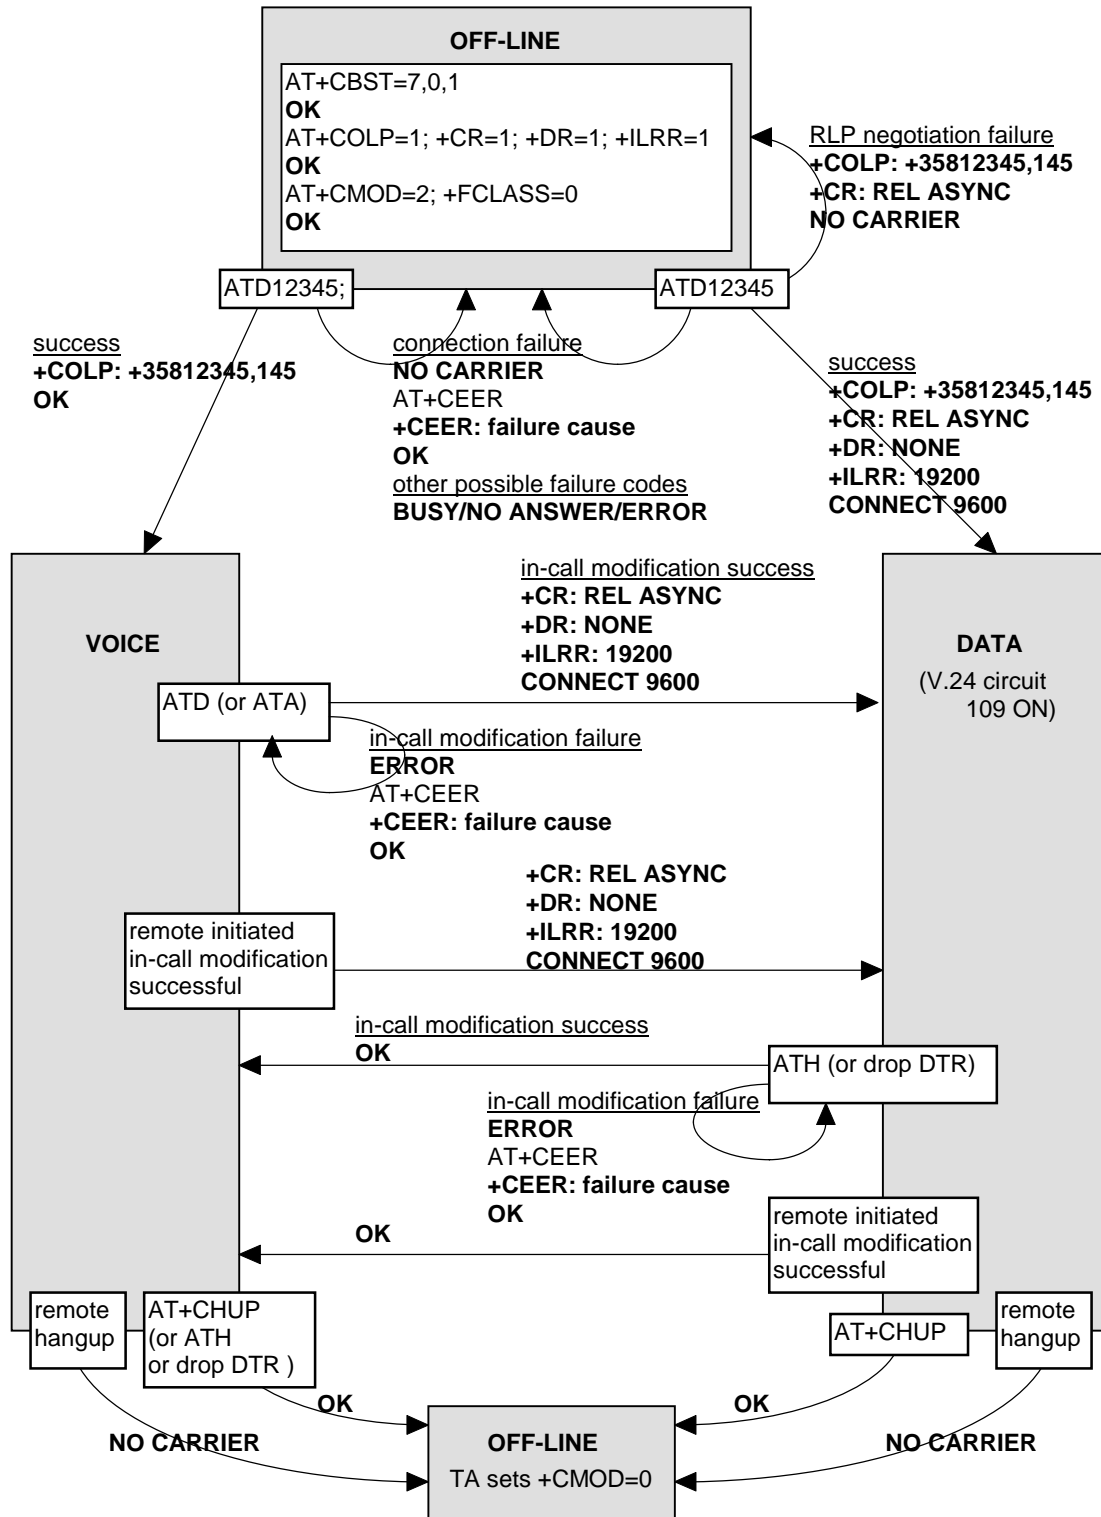 OFF-LINE
AT+CBST=7,0,1
OK
AT+COLP=1; +CR=1; +DR=1; +ILRR=1
OK
AT+CMOD=2; +FCLASS=0
OK
RLP negotiation failure
+COLP: +35812345,145
+CR: REL ASYNC
NO CARRIER
ATD12345;
ATD12345
success
+COLP: +35812345,145
OK
connection failure
NO CARRIER
AT+CEER
+CEER: failure cause
OK
other possible failure codes
BUSY/NO ANSWER/ERROR
success
+COLP: +35812345,145
+CR: REL ASYNC
+DR: NONE
+ILRR: 19200
CONNECT 9600
VOICE
in-call modification success
+CR: REL ASYNC
+DR: NONE
+ILRR: 19200
CONNECT 9600
DATA
(V.24 circuit
109 ON)
ATD (or ATA)
in-call modification failure
ERROR
AT+CEER
+CEER: failure cause
OK
+CR: REL ASYNC
+DR: NONE
+ILRR: 19200
CONNECT 9600
remote initiated
in-call modification
successful
in-call modification success
OK
ATH (or drop DTR)
in-call modification failure
ERROR
AT+CEER
+CEER: failure cause
OK
remote initiated
in-call modification
successful
OK
remote
hangup
AT+CHUP
(or ATH
or drop DTR )
AT+CHUP
remote
hangup
OK
OK
NO CARRIER
NO CARRIER
OFF-LINE
TA sets +CMOD=0